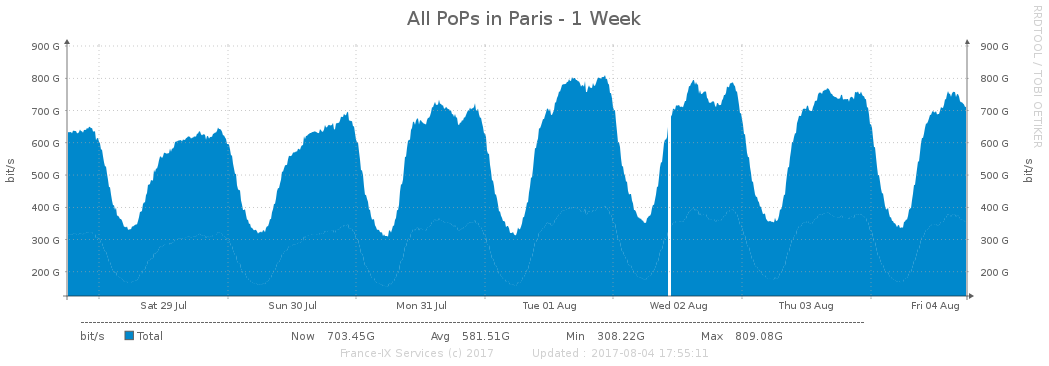 All PoPs in Paris - 1 Week
RRDTOOL / TOBI OETIKER
900 G 900 G
800 G 800 G
700 G 700 G
600 G 600 G
500 G 500 G
400 G 400 G
300 G 300 G
200 G 200 G
bit/s bit/s
Sat 29 Jul Sun 30 Jul Mon 31 Jul Tue 01 Aug Wed 02 Aug Thu 03 Aug Fri 04 Aug
bit/s Total Now 703.45G Avg 581.51G Min 308.22G Max 809.08G
France-IX Services (c) 2017 Updated : 2017-08-04 17:55:11